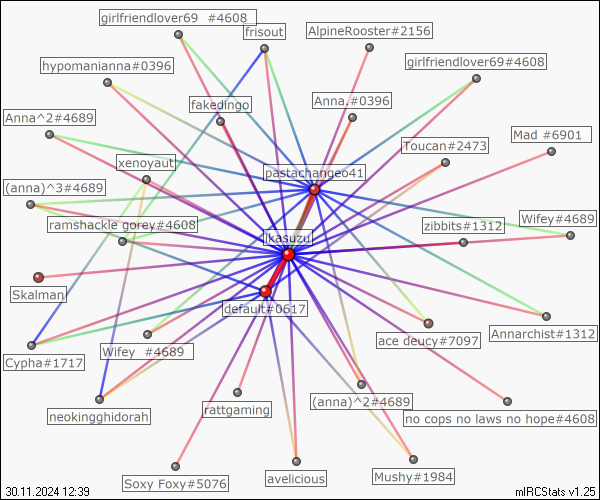 girlfriendlover69 #4608
frisout
AlpineRooster#2156
hypomanianna#0396
girlfriendlover69#4608
fakedingo
Anna.#0396
Anna^2#4689
Toucan#2473
Mad #6901
xenoyaut
pastachangeo41
(anna)^3#4689
ramshackle gorey#4608
zibbits#1312
Wifey#4689
ikasuzu
Skalman
default#0617
Annarchist#1312
ace deucy#7097
Cypha#1717
Wifey #4689
neokingghidorah
rattgaming
(anna)^2#4689
no cops no laws no hope#4608
Soxy Foxy#5076
avelicious
Mushy#1984
30.11.2024 12:39
mIRCStats v1.25